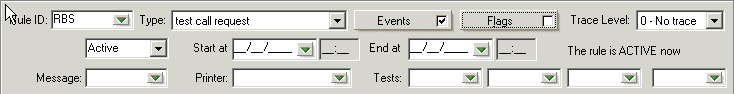 Rule ID: RBS Type: test call request Events Flags Trace Level: 0 - No trace
Active Start at __/__/____ __:__ End at __/__/____ __:__ The rule is ACTIVE now
Message: Printer: Tests: